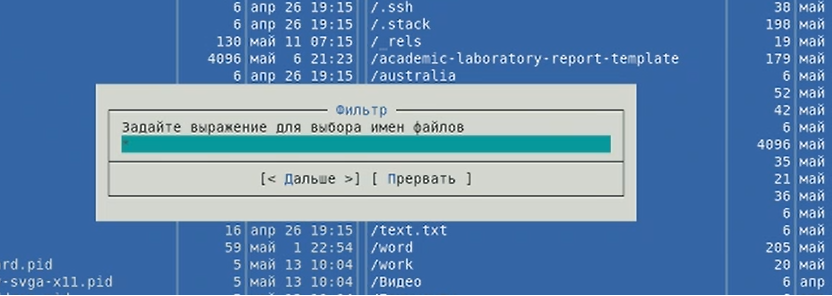 6 апр 26 19:15 /.ssh 38 май
6 апр 26 19:15 /.stack 198 май
130 май 11 07:15 /_rels 19 май
4096 май 6 21:23 /academic-laboratory-report-template 179 май
6 апр 26 19:15 /australia 6 май
52 май
Фильтр 42 май
Задайте выражение для выбора имен файлов 6 май
* 4096 май
35 май
[< Дальше >] [ Прервать ] 21 май
36 май
6 май
16 апр 26 19:15 /text.txt 6 май
59 май 1 22:54 /word 205 май
rd.pid 5 май 13 10:04 /work 20 май
-svga-x11.pid 5 май 13 10:04 /Видео 6 апр